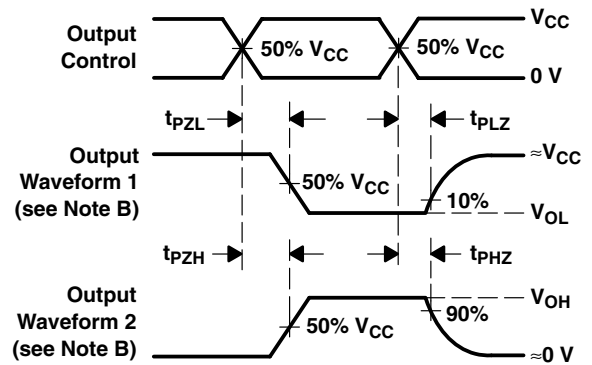 Output
Control
50% VCC
50% VCC
VCC
0 V
tPZL
tPLZ
Output
Waveform 1
(see Note B)
50% VCC
10%
≈VCC
VOL
tPZH
tPHZ
Output
Waveform 2
(see Note B)
50% VCC
90%
VOH
≈0 V